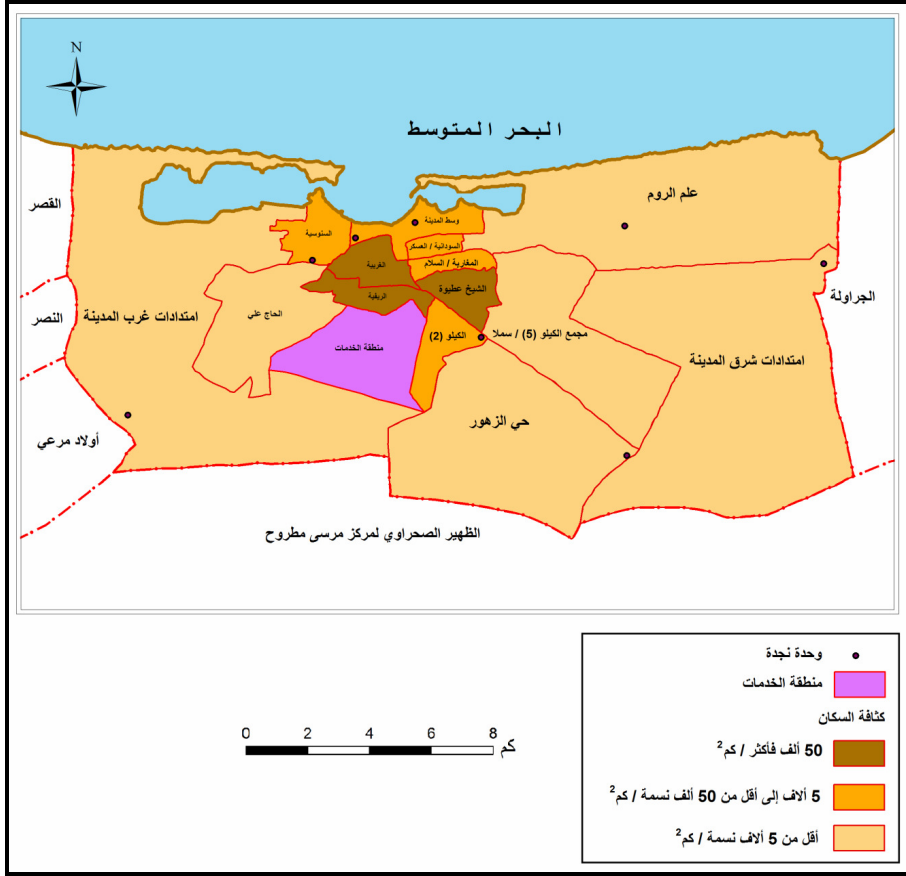 N
البحر المتوسط
القصر
علم الروم
وسط المدينة
السنوسية
السودانية / العسكر
الغربية
المغاربة / السلام
الشيخ عطيوة
الريفية
الجراولة
النصر
امتدادات غرب المدينة
الحاج علي
منطقة الخدمات
الكيلو (2)
مجمع الكيلو (5) / سملا
امتدادات شرق المدينة
حي الزهور
أولاد مرعي
الظهير الصحراوي لمركز مرسى مطروح
وحدة نجدة
منطقة الخدمات
كثافة السكان
50 ألف فأكثر / كم²
5 ألاف إلى أقل من 50 ألف نسمة / كم²
أقل من 5 ألاف نسمة / كم²
0 2 4 6 8
كم